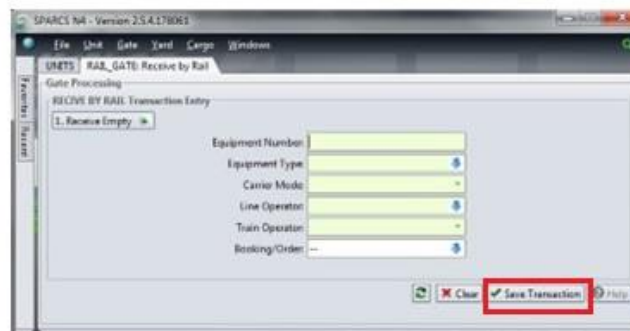 SPARCS N4 - Version 2.5.4.178061
File Unit Gate Yard Cargo Windows
UNITS RAIL_GATE: Receive by Rail
Favorites
Recent
Gate Processing
RECIVE BY RAIL Transaction Entry
1. Receive Empty
Equipment Number:
Equipment Type:
Carrier Mode:
Line Operator:
Train Operator:
Booking/Order: ---
Clear Save Transaction Help